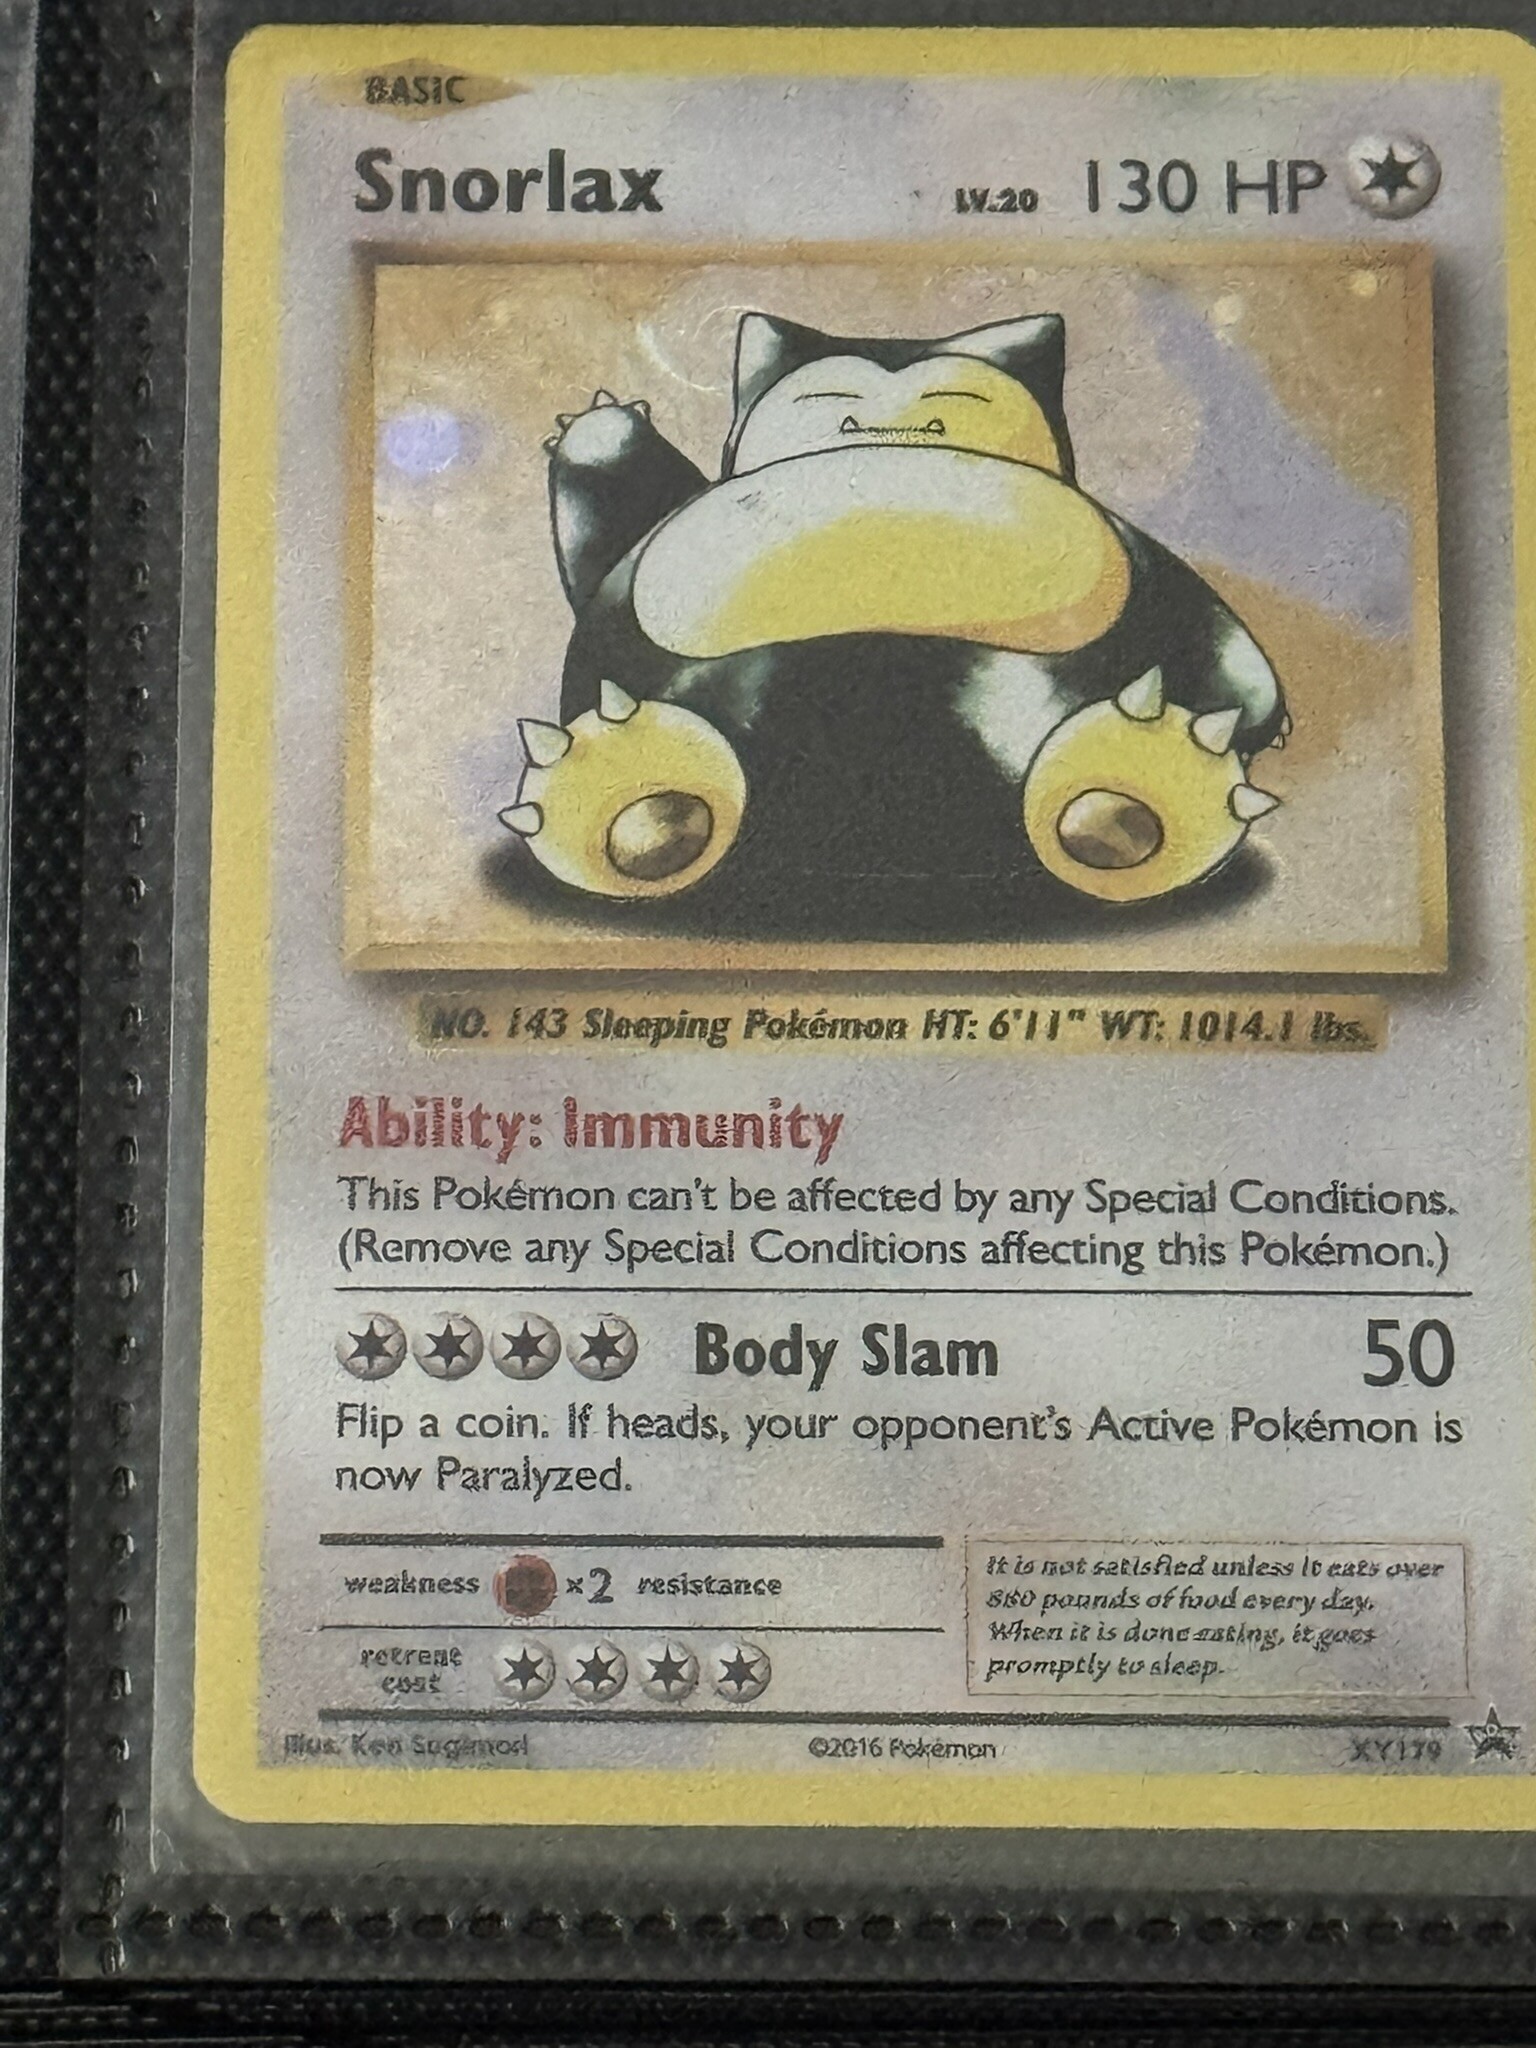 BASIC
Snorlax LV.20 130 HP
NO. 143 Sleeping Pokémon HT: 6'11" WT: 1014.1 lbs.
Ability: Immunity
This Pokémon can't be affected by any Special Conditions.
(Remove any Special Conditions affecting this Pokémon.)
Body Slam 50
Flip a coin. If heads, your opponent's Active Pokémon is
now Paralyzed.
weakness ×2 resistance
retreat
cost
It is not satisfied unless it eats over
880 pounds of food every day.
When it is done eating, it goes
promptly to sleep.
Illus. Ken Sugimori ©2016 Pokémon XY179